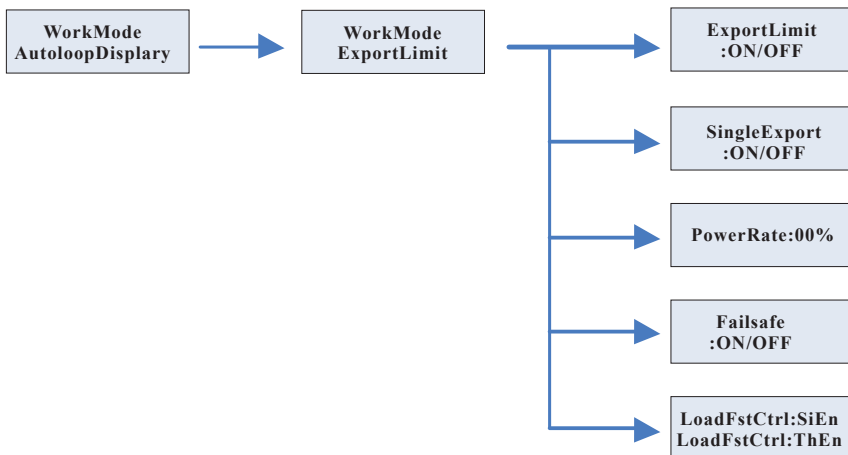 WorkMode
AutoloopDisplary
WorkMode
ExportLimit
ExportLimit
:ON/OFF
SingleExport
:ON/OFF
PowerRate:00%
Failsafe
:ON/OFF
LoadFstCtrl:SiEn
LoadFstCtrl:ThEn